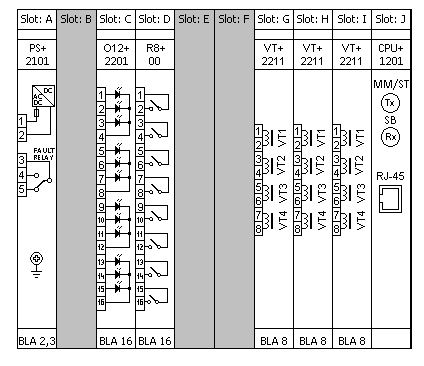 Slot: A Slot: B Slot: C Slot: D Slot: E Slot: F Slot: G Slot: H Slot: I Slot: J
PS+ O12+ R8+ VT+ VT+ VT+ CPU+
2101 2201 00 2211 2211 2211 1201
DC
AC
DC
1
2
FAULT
RELAY
3
4
5
1
2
3
4
5
6
7
8
9
10
11
12
13
14
15
16
1
2
3
4
5
6
7
8
9
10
11
12
13
14
15
16
1
2
VT1
3
4
VT2
5
6
VT3
7
8
VT4
1
2
VT1
3
4
VT2
5
6
VT3
7
8
VT4
1
2
VT1
3
4
VT2
5
6
VT3
7
8
VT4
MM/ST
Tx
SB
Rx
RJ-45
BLA 2,3 BLA 16 BLA 16 BLA 8 BLA 8 BLA 8